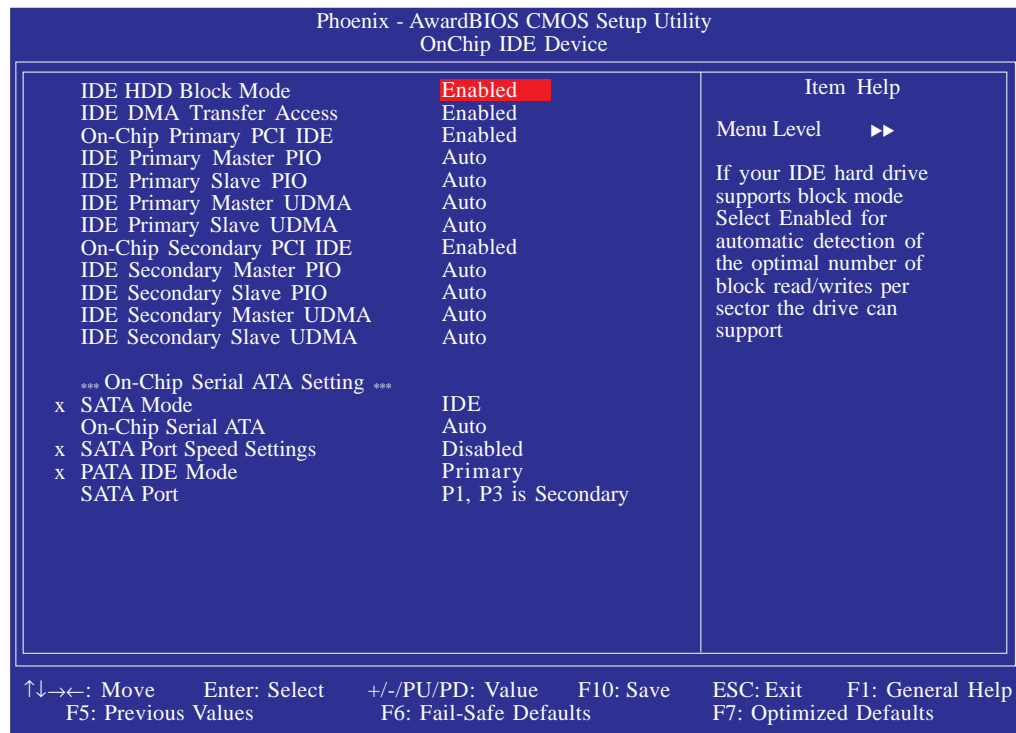 Phoenix - AwardBIOS CMOS Setup Utility
OnChip IDE Device
IDE HDD Block Mode Enabled
IDE DMA Transfer Access Enabled
On-Chip Primary PCI IDE Enabled
IDE Primary Master PIO Auto
IDE Primary Slave PIO Auto
IDE Primary Master UDMA Auto
IDE Primary Slave UDMA Auto
On-Chip Secondary PCI IDE Enabled
IDE Secondary Master PIO Auto
IDE Secondary Slave PIO Auto
IDE Secondary Master UDMA Auto
IDE Secondary Slave UDMA Auto
*** On-Chip Serial ATA Setting ***
x SATA Mode IDE
On-Chip Serial ATA Auto
x SATA Port Speed Settings Disabled
x PATA IDE Mode Primary
SATA Port P1, P3 is Secondary
Item Help
Menu Level ▶▶
If your IDE hard drive
supports block mode
Select Enabled for
automatic detection of
the optimal number of
block read/writes per
sector the drive can
support
↑↓→←: Move Enter: Select +/-/PU/PD: Value F10: Save ESC: Exit F1: General Help
F5: Previous Values F6: Fail-Safe Defaults F7: Optimized Defaults